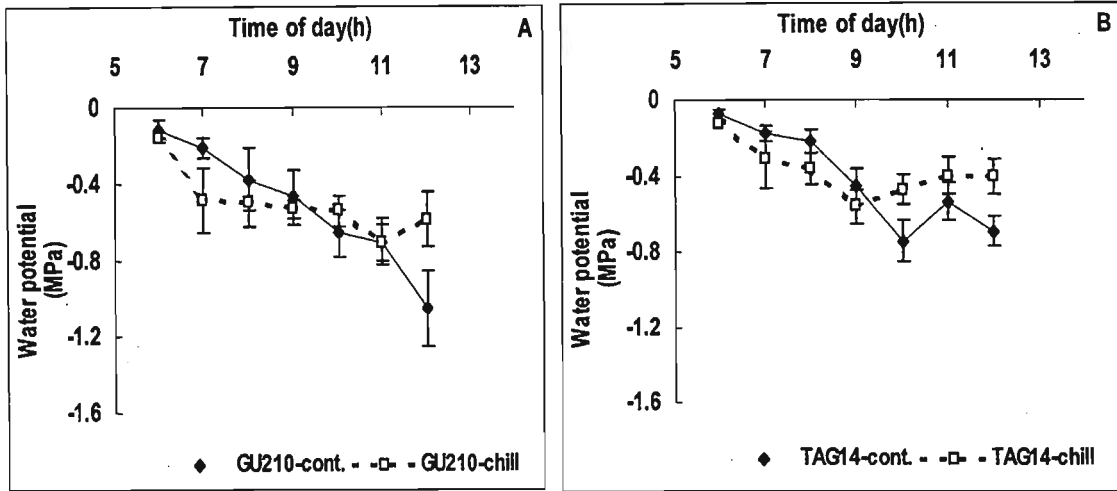 Time of day(h)
A
5 7 9 11 13
0
-0.4
-0.8
-1.2
-1.6
Water potential
(MPa)
GU210-cont. GU210-chill
Time of day(h)
B
5 7 9 11 13
0
-0.4
-0.8
-1.2
-1.6
Water potential
(MPa)
TAG14-cont. TAG14-chill